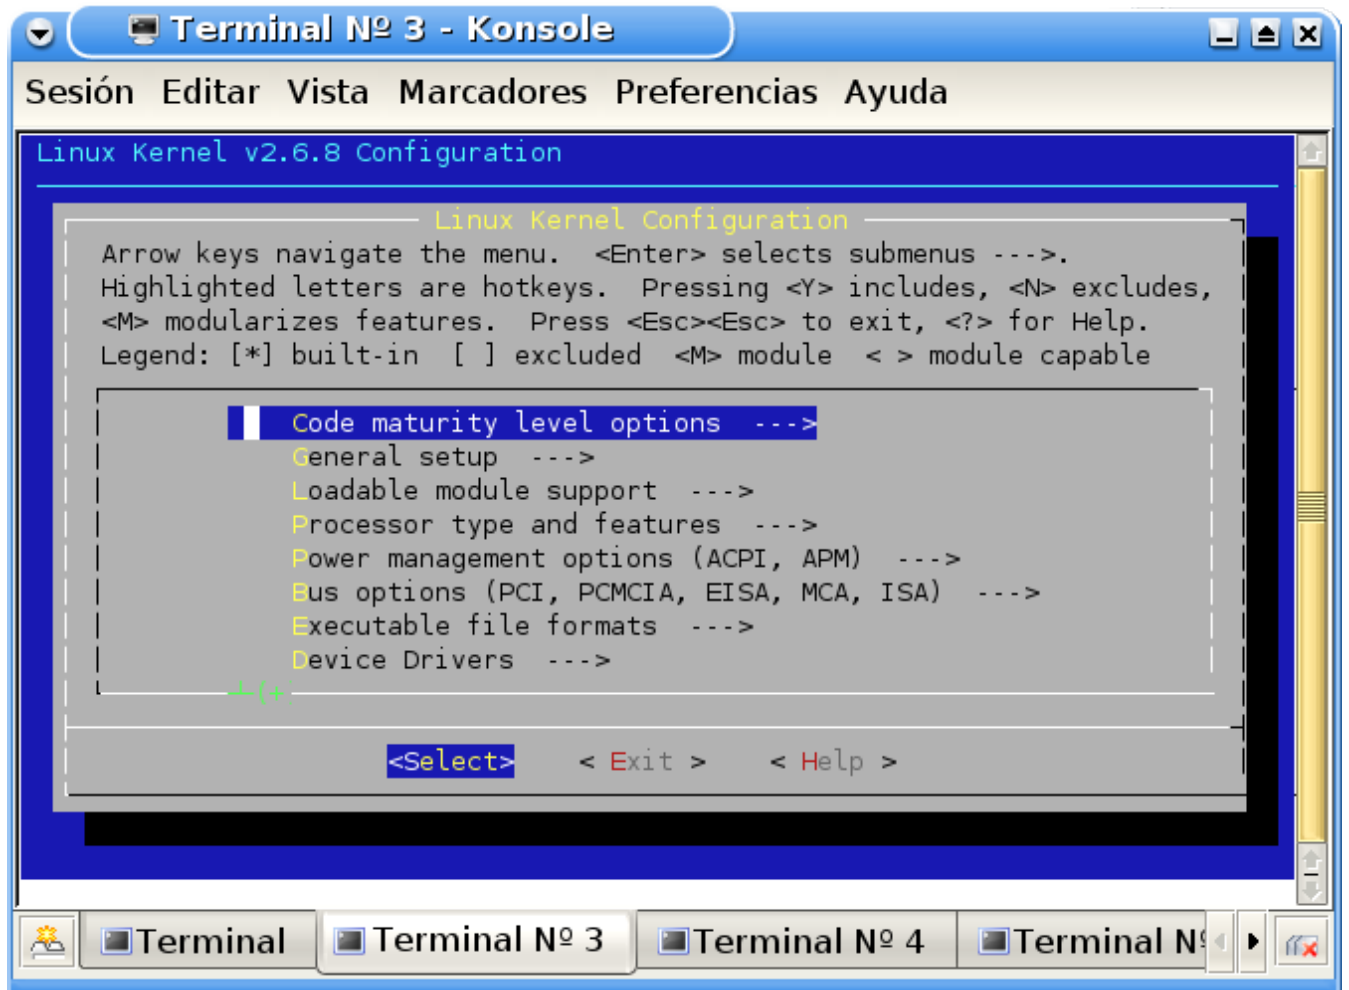 Terminal Nº 3 - Konsole
Sesión Editar Vista Marcadores Preferencias Ayuda
Linux Kernel v2.6.8 Configuration
Linux Kernel Configuration
Arrow keys navigate the menu.  <Enter> selects submenus --->.
Highlighted letters are hotkeys.  Pressing <Y> includes, <N> excludes,
<M> modularizes features.  Press <Esc><Esc> to exit, <?> for Help.
Legend: [*] built-in  [ ] excluded  <M> module  < > module capable
Code maturity level options  --->
General setup  --->
Loadable module support  --->
Processor type and features  --->
Power management options (ACPI, APM)  --->
Bus options (PCI, PCMCIA, EISA, MCA, ISA)  --->
Executable file formats  --->
Device Drivers  --->
(+
<Select>    < Exit >    < Help >
Terminal Terminal Nº 3 Terminal Nº 4 Terminal Nº